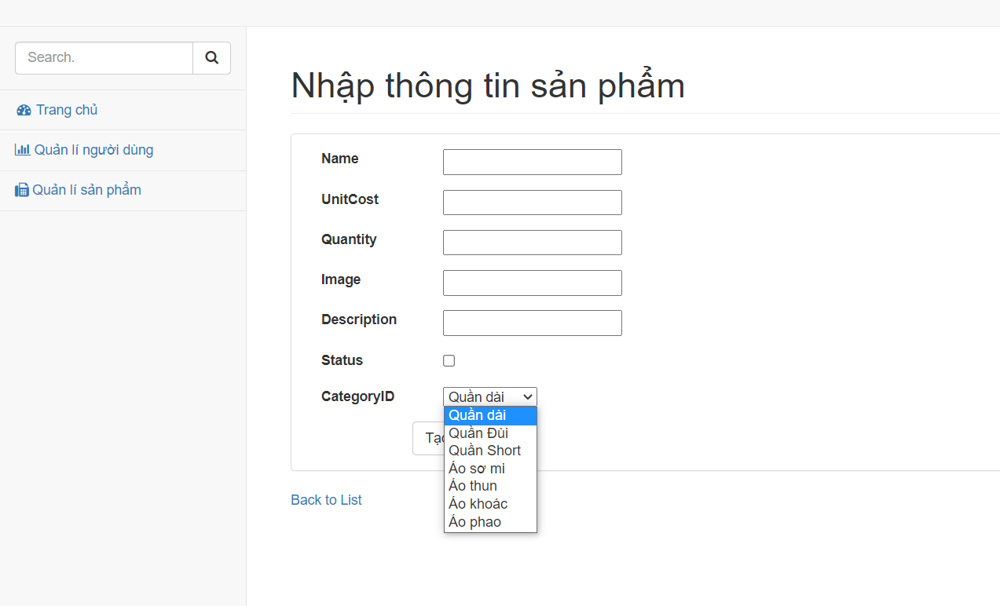 Search.
Trang chủ
Quản lí người dùng
Quản lí sản phẩm
Nhập thông tin sản phẩm
Name
UnitCost
Quantity
Image
Description
Status
CategoryID
Quần dài
Quần dài
Quần Đùi
Quần Short
Áo sơ mi
Áo thun
Áo khoác
Áo phao
Back to List